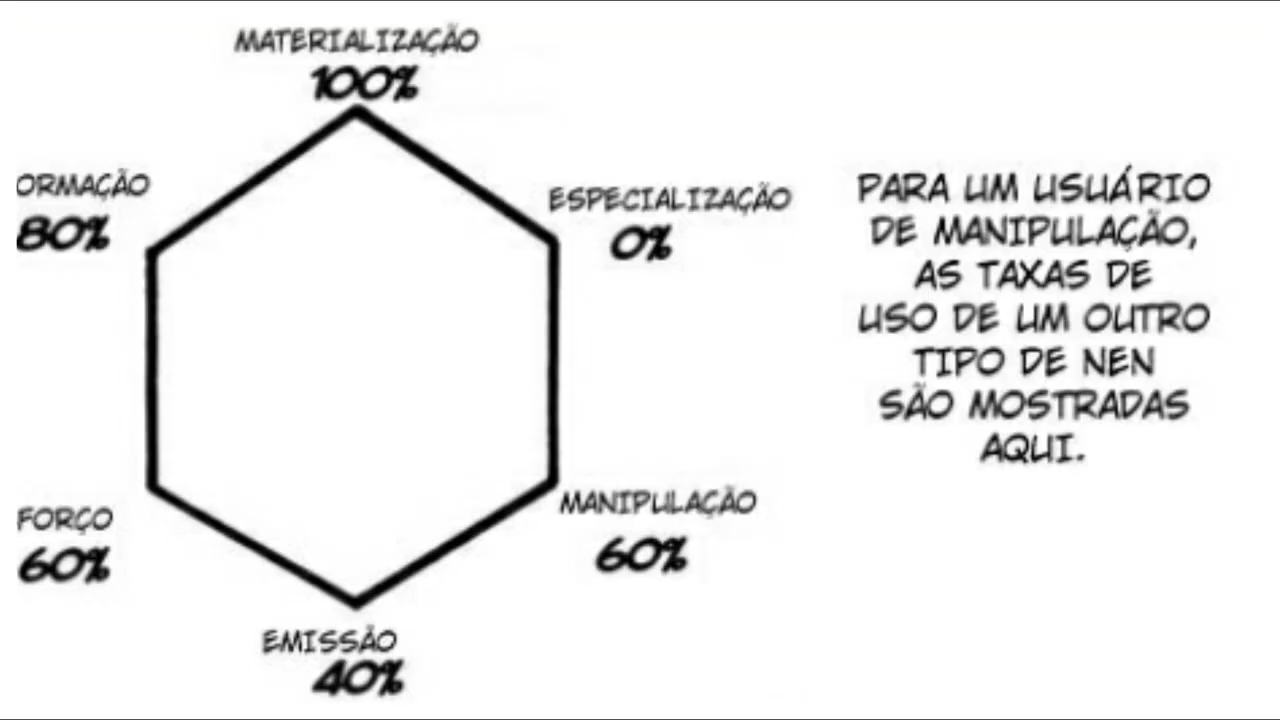 MATERIALIZAÇÃO
100%
ORMAÇÃO
80%
ESPECIALIZAÇÃO
0%
FORÇO
60%
MANIPULAÇÃO
60%
EMISSÃO
40%
PARA UM USUÁRIO
DE MANIPULAÇÃO,
AS TAXAS DE
USO DE UM OUTRO
TIPO DE NEN
SÃO MOSTRADAS
AQUI.